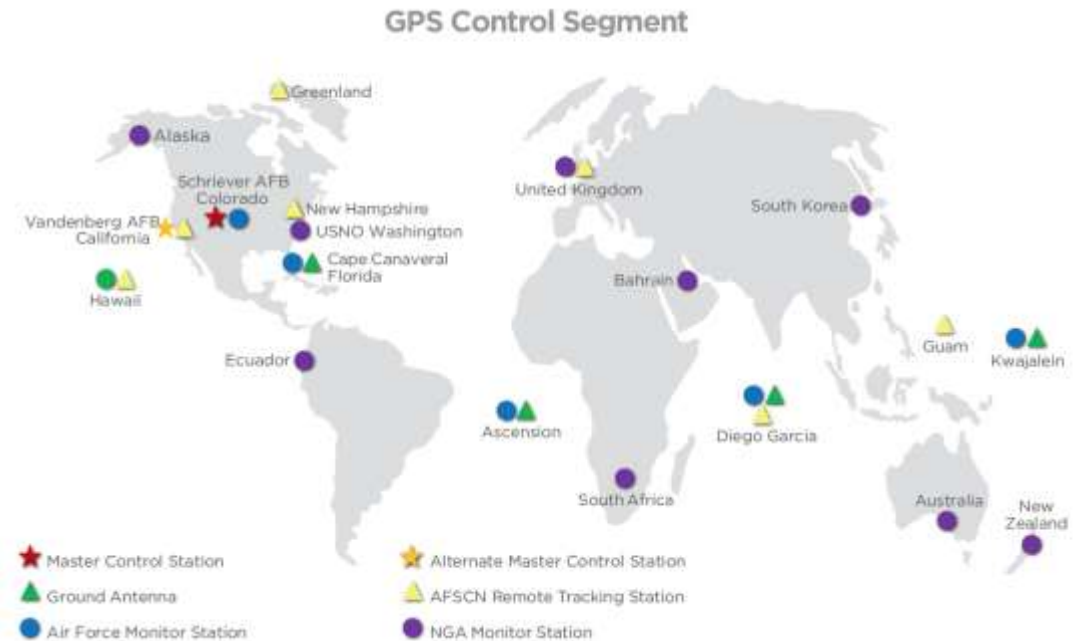 GPS Control Segment
Greenland
Alaska
Schriever AFB
Colorado
Vandenberg AFB
California
New Hampshire
USNO Washington
Cape Canaveral
Florida
Hawaii
Ecuador
United Kingdom
South Korea
Bahrain
Guam
Kwajalein
Ascension
Diego Garcia
South Africa
Australia
New
Zealand
Master Control Station
Alternate Master Control Station
Ground Antenna
AFSCN Remote Tracking Station
Air Force Monitor Station
NGA Monitor Station